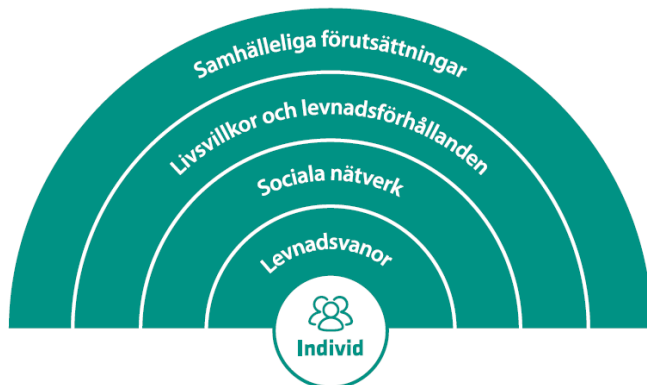 Samhälleliga förutsättningar
Livsvillkor och levnadsförhållanden
Sociala nätverk
Levnadsvanor
Individ